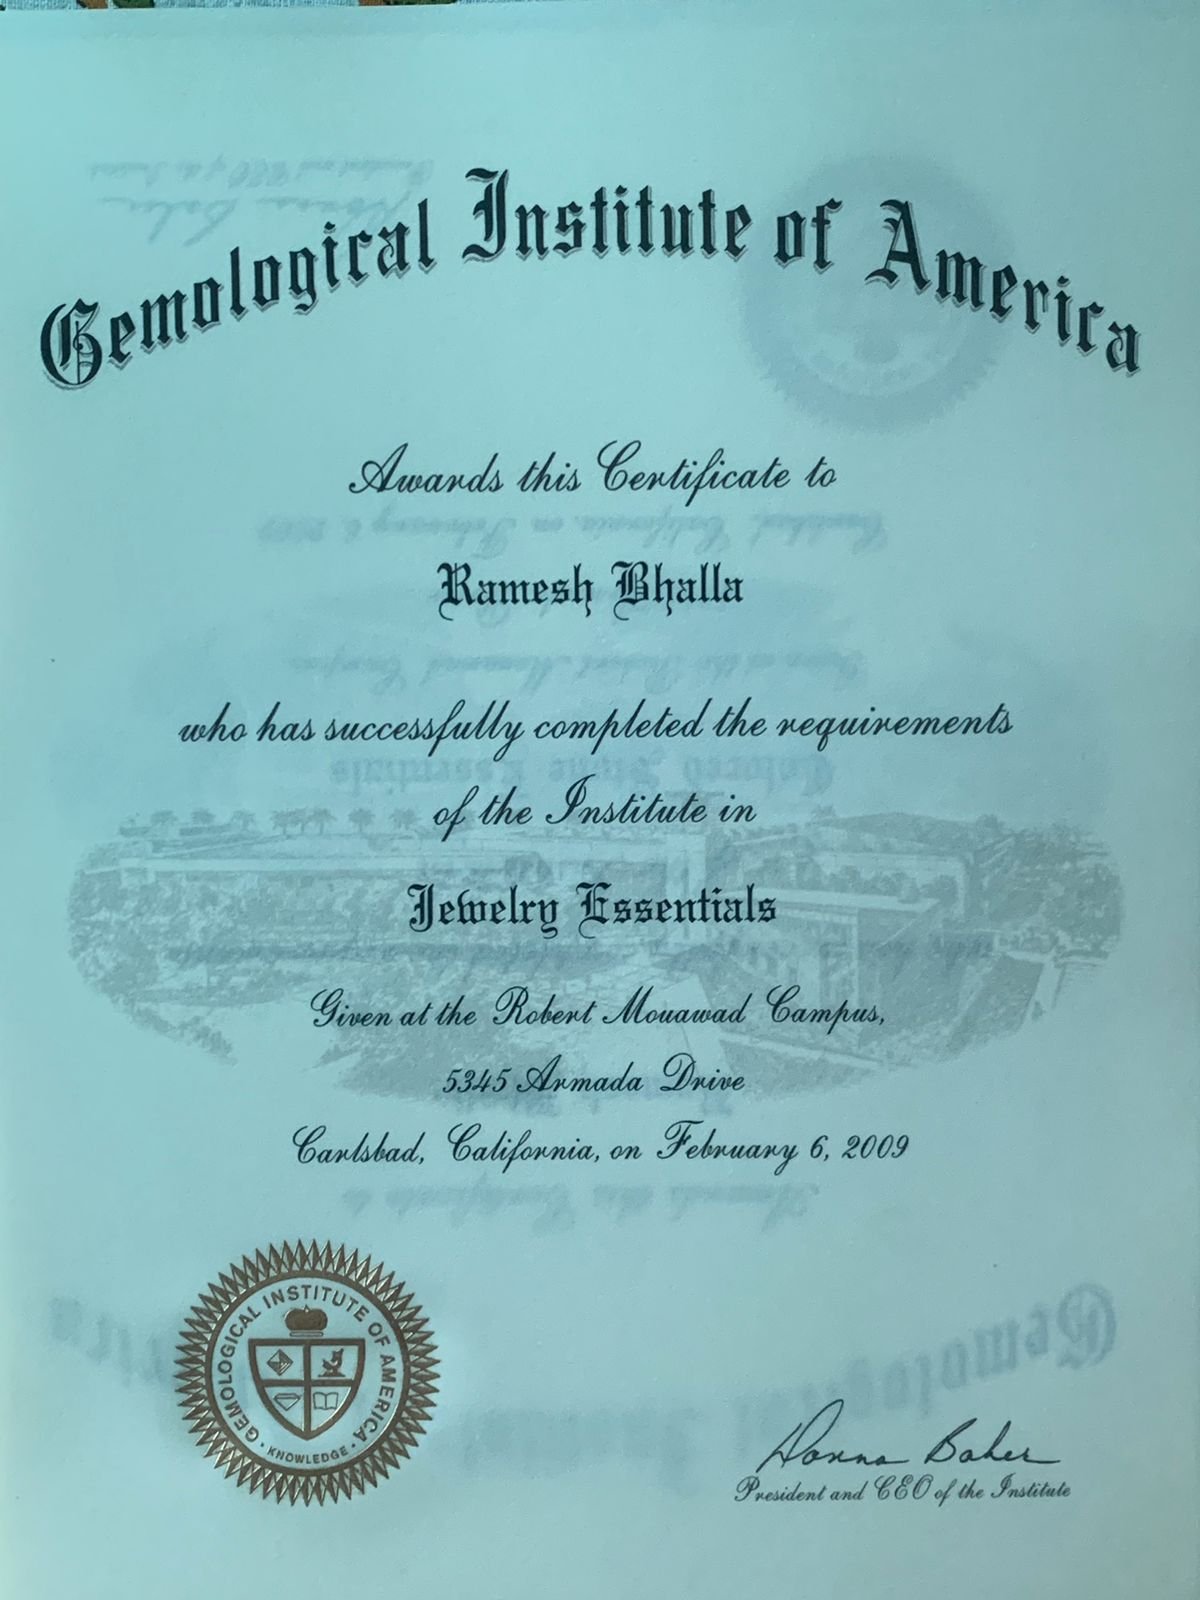 Gemological Institute of America
Awards this Certificate to
Ramesh Bhalla
who has successfully completed the requirements
of the Institute in
Jewelry Essentials
Given at the Robert Mouawad Campus,
5345 Armada Drive
Carlsbad, California, on February 6, 2009
GEMOLOGICAL INSTITUTE OF AMERICA
· KNOWLEDGE ·
Donna Baker
President and CEO of the Institute